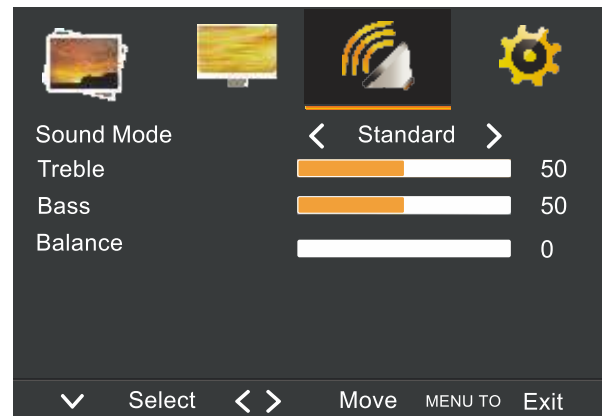 Sound Mode Standard
Treble 50
Bass 50
Balance 0
Select Move MENU TO Exit